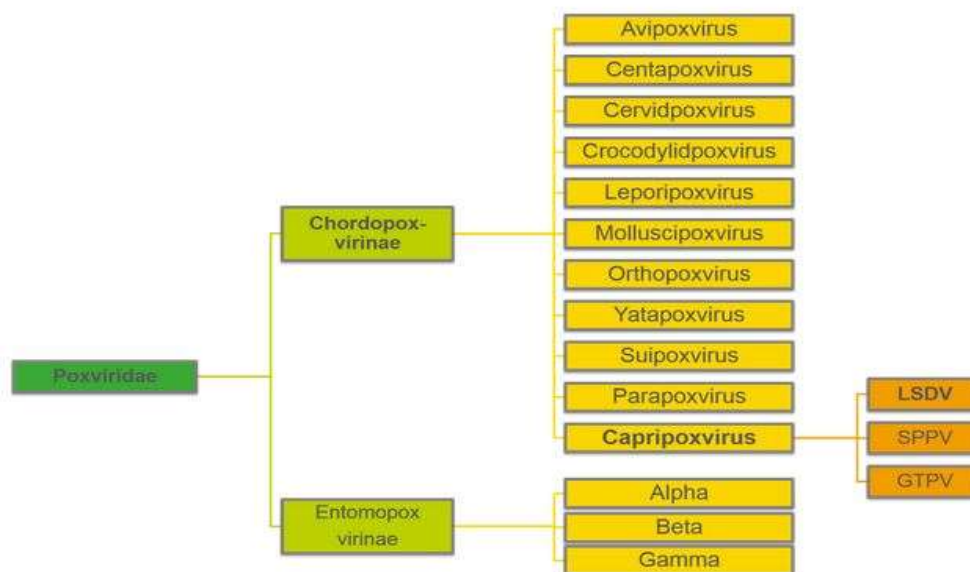 Avipoxvirus
Centapoxvirus
Cervidpoxvirus
Crocodylidpoxvirus
Leporipoxvirus
Chordopox-
virinae
Molluscipoxvirus
Orthopoxvirus
Yatapoxvirus
Suipoxvirus
Poxviridae
Parapoxvirus
LSDV
Capripoxvirus
SPPV
GTPV
Alpha
Entomopox
virinae
Beta
Gamma